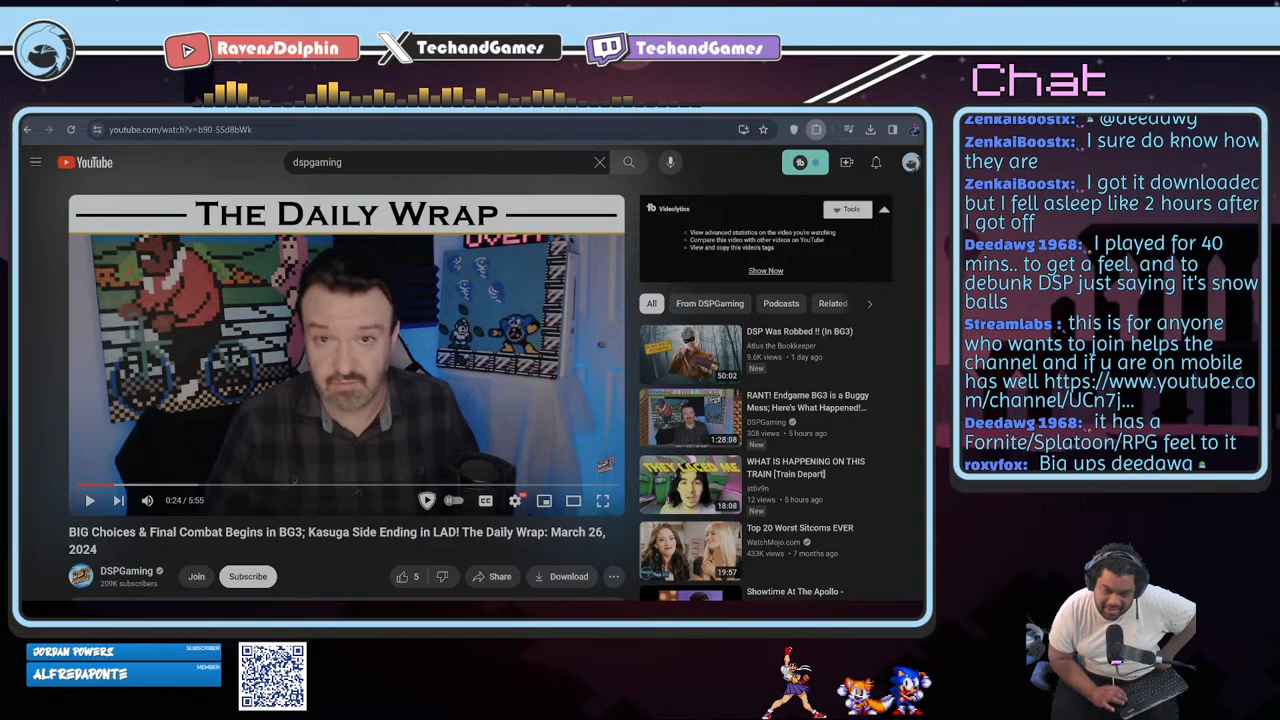 RavensDolphin
TechandGames
TechandGames
Chat
youtube.com/watch?v=b90-SSd8bWk
YouTube
dspgaming
THE DAILY WRAP
OVER
0:24 / 5:55
CC
BIG Choices & Final Combat Begins in BG3; Kasuga Side Ending in LAD! The Daily Wrap: March 26,
2024
DSPGaming
209K subscribers
Join
Subscribe
5
Share
Download
Videolytics
Tools
View advanced statistics on the video you're watching
Compare this video with other videos on YouTube
View and copy this video's tags
Show Now
All
From DSPGaming
Podcasts
Related
50:02
DSP Was Robbed !! (In BG3)
Atlus the Bookeeper
9.6K views • 1 day ago
New
1:28:08
RANT! Endgame BG3 is a Buggy
Mess; Here's What Happened!...
DSPGaming
308 views • 5 hours ago
New
THEY LACED ME
18:08
WHAT IS HAPPENING ON THIS
TRAIN [Train Depart]
st6v9n
12 views • 5 hours ago
New
19:57
Top 20 Worst Sitcoms EVER
WatchMojo.com
433K views • 7 months ago
Showtime At The Apollo -
ZenkaiBoostx: @deedawg
ZenkaiBoostx: I sure do know how
they are
ZenkaiBoostx: I got it downloaded
but I fell asleep like 2 hours after
I got off
Deedawg 1968: I played for 40
mins.. to get a feel, and to
debunk DSP just saying it's snow
balls
Streamlabs : this is for anyone
who wants to join helps the
channel and if u are on mobile
has well https://www.youtube.co
m/channel/UCn7j...
Deedawg 1968: it has a
Fornite/Splatoon/RPG feel to it
roxyfox: Big ups deedawg
JORDAN POWERS
SUBSCRIBER
ALFREDAPONTE
MEMBER